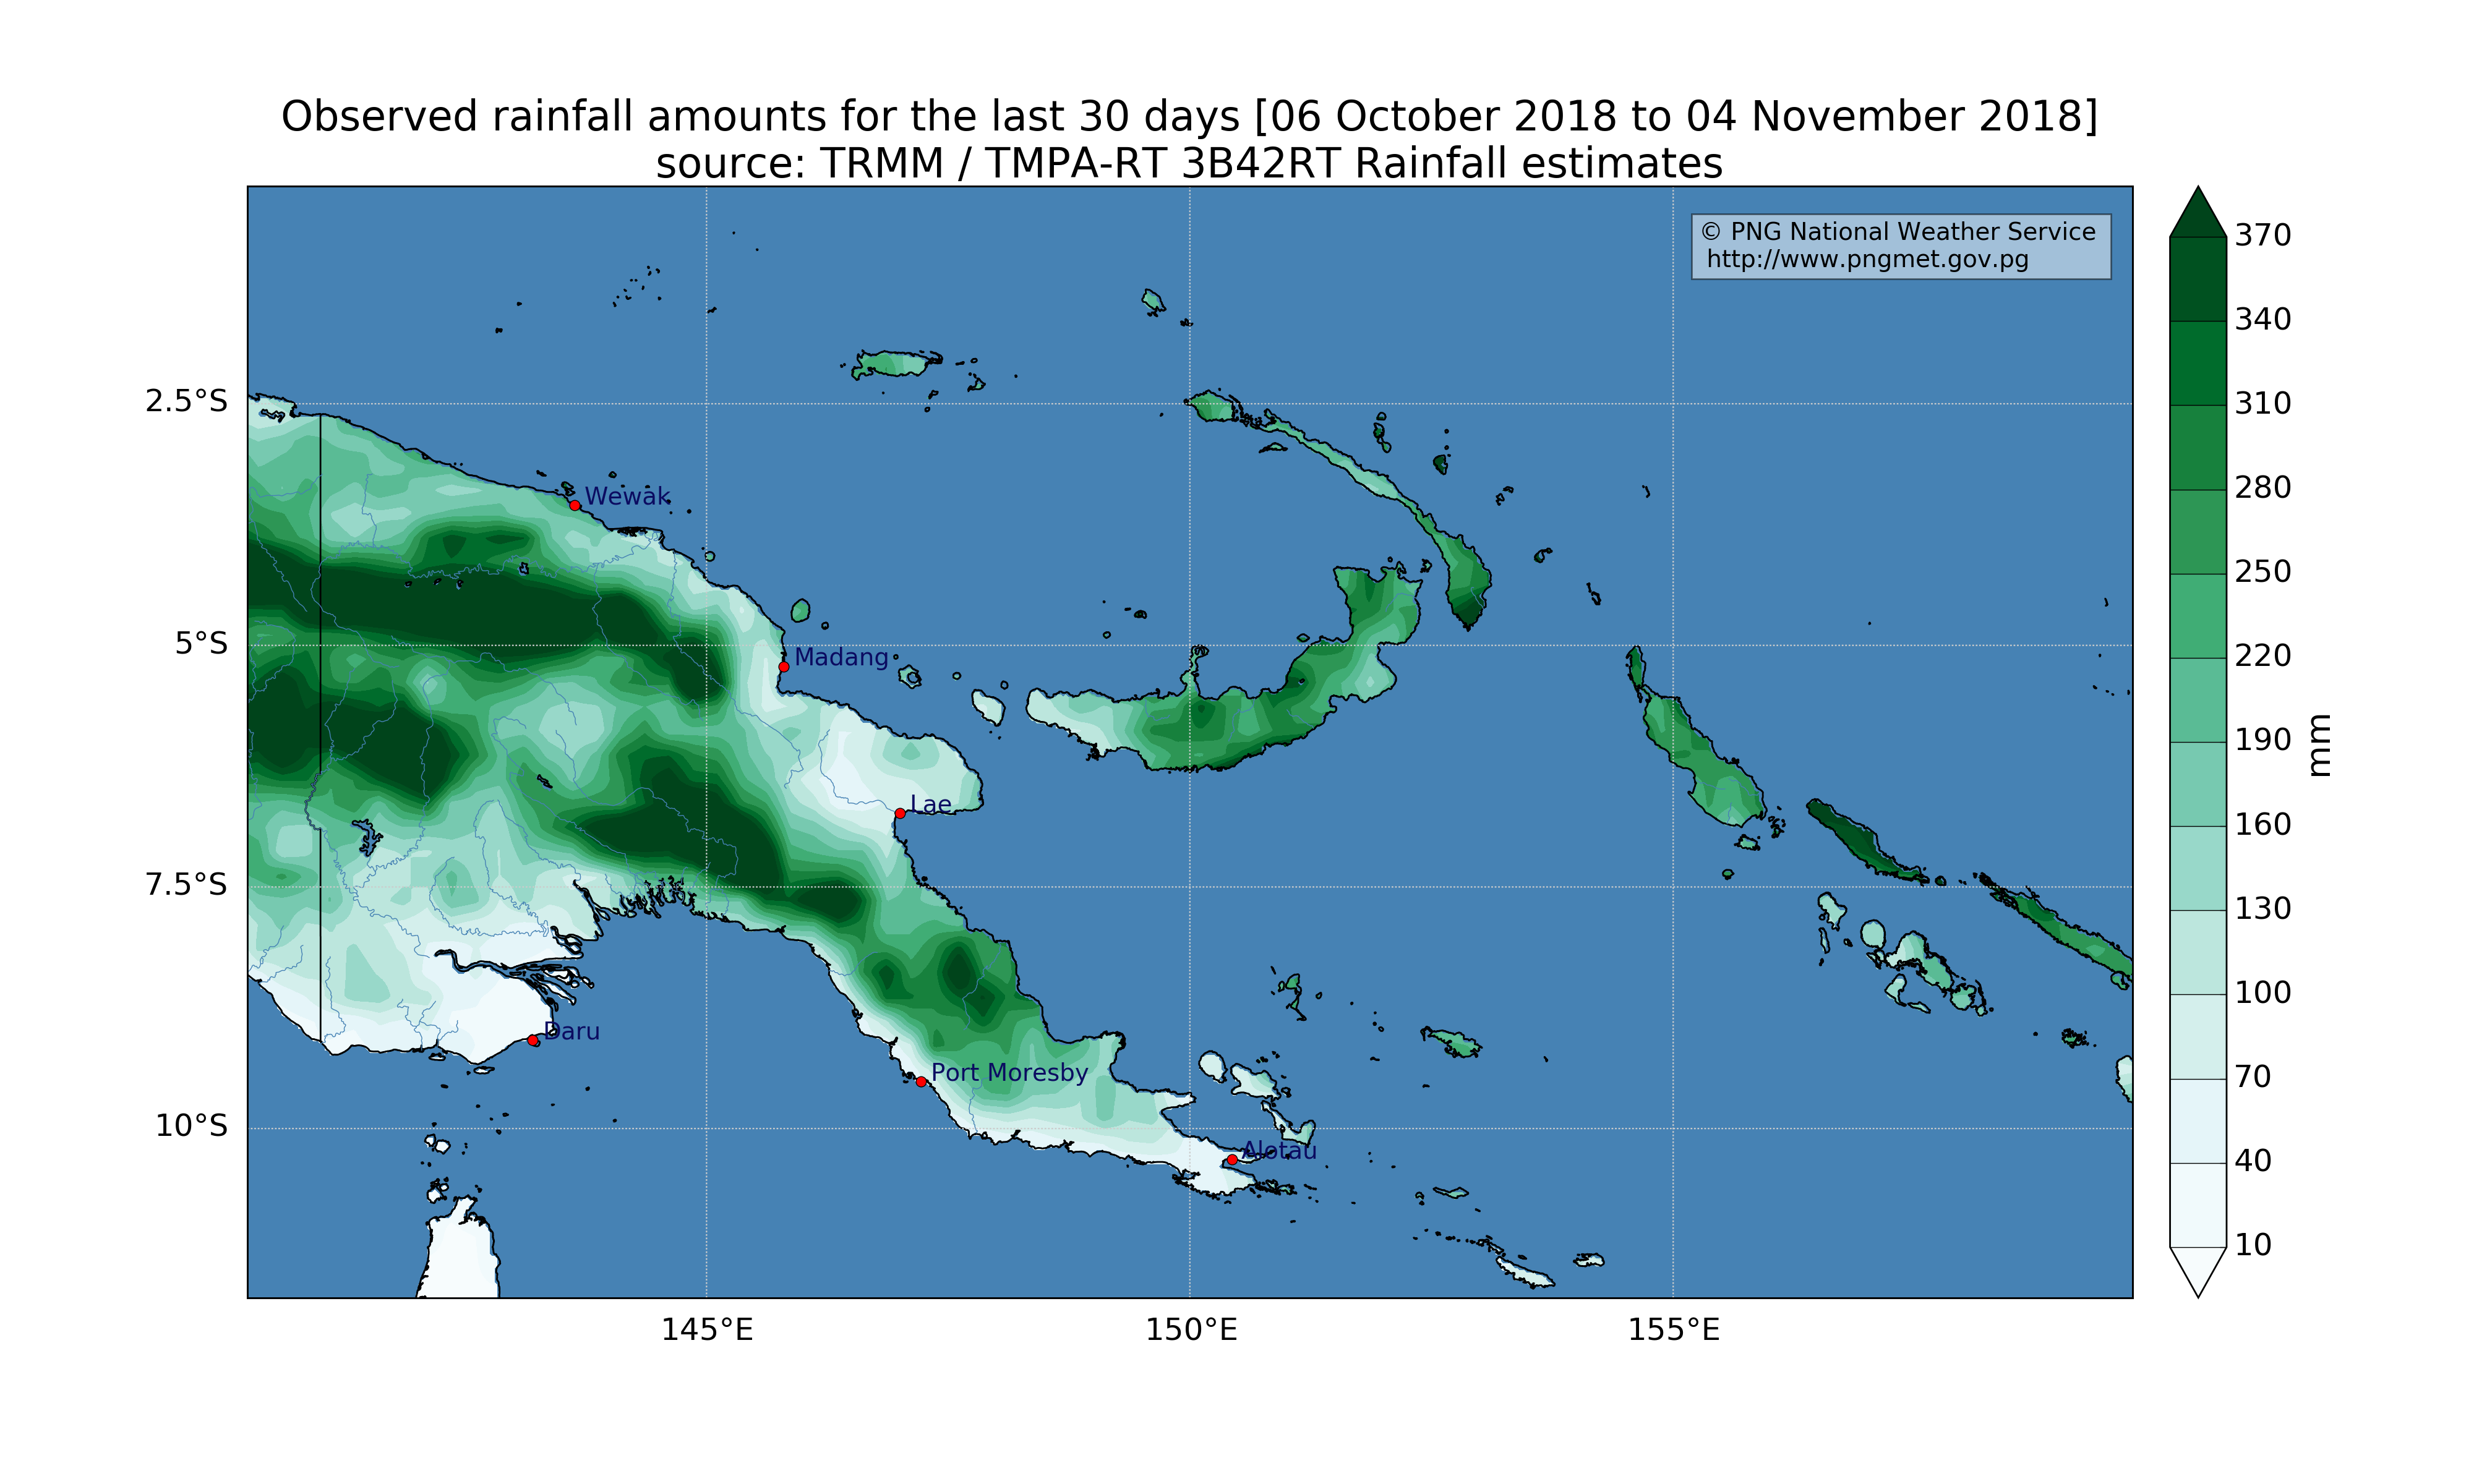 Observed rainfall amounts for the last 30 days [06 October 2018 to 04 November 2018]
source: TRMM / TMPA-RT 3B42RT Rainfall estimates
© PNG National Weather Service
http://www.pngmet.gov.pg
2.5°S
5°S
7.5°S
10°S
Wewak
Madang
Lae
Daru
Port Moresby
Alotau
145°E
150°E
155°E
370
340
310
280
250
220
190
160
130
100
70
40
10
mm